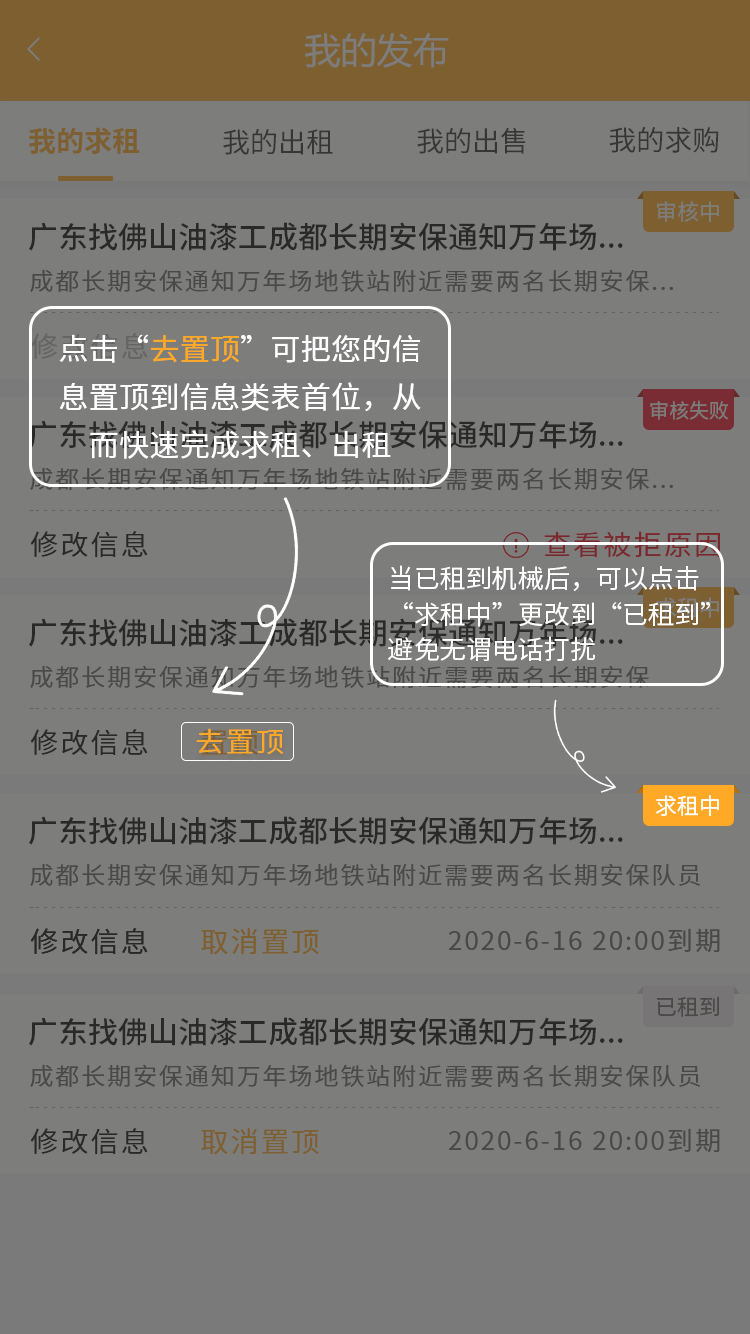 我的发布
我的求租 我的出租 我的出售 我的求购
审核中
广东找佛山油漆工成都长期安保通知万年场...
成都长期安保通知万年场地铁站附近需要两名长期安保...
修改信息
点击“去置顶”可把您的信
息置顶到信息类表首位，从
而快速完成求租、出租
审核失败
广东找佛山油漆工成都长期安保通知万年场...
成都长期安保通知万年场地铁站附近需要两名长期安保...
修改信息 查看被拒原因
当已租到机械后，可以点击
“求租中”更改到“已租到”
避免无谓电话打扰
求租中
广东找佛山油漆工成都长期安保通知万年场...
成都长期安保通知万年场地铁站附近需要两名长期安保
修改信息 去置顶
求租中
广东找佛山油漆工成都长期安保通知万年场...
成都长期安保通知万年场地铁站附近需要两名长期安保队员
修改信息 取消置顶 2020-6-16 20:00到期
已租到
广东找佛山油漆工成都长期安保通知万年场...
成都长期安保通知万年场地铁站附近需要两名长期安保队员
修改信息 取消置顶 2020-6-16 20:00到期